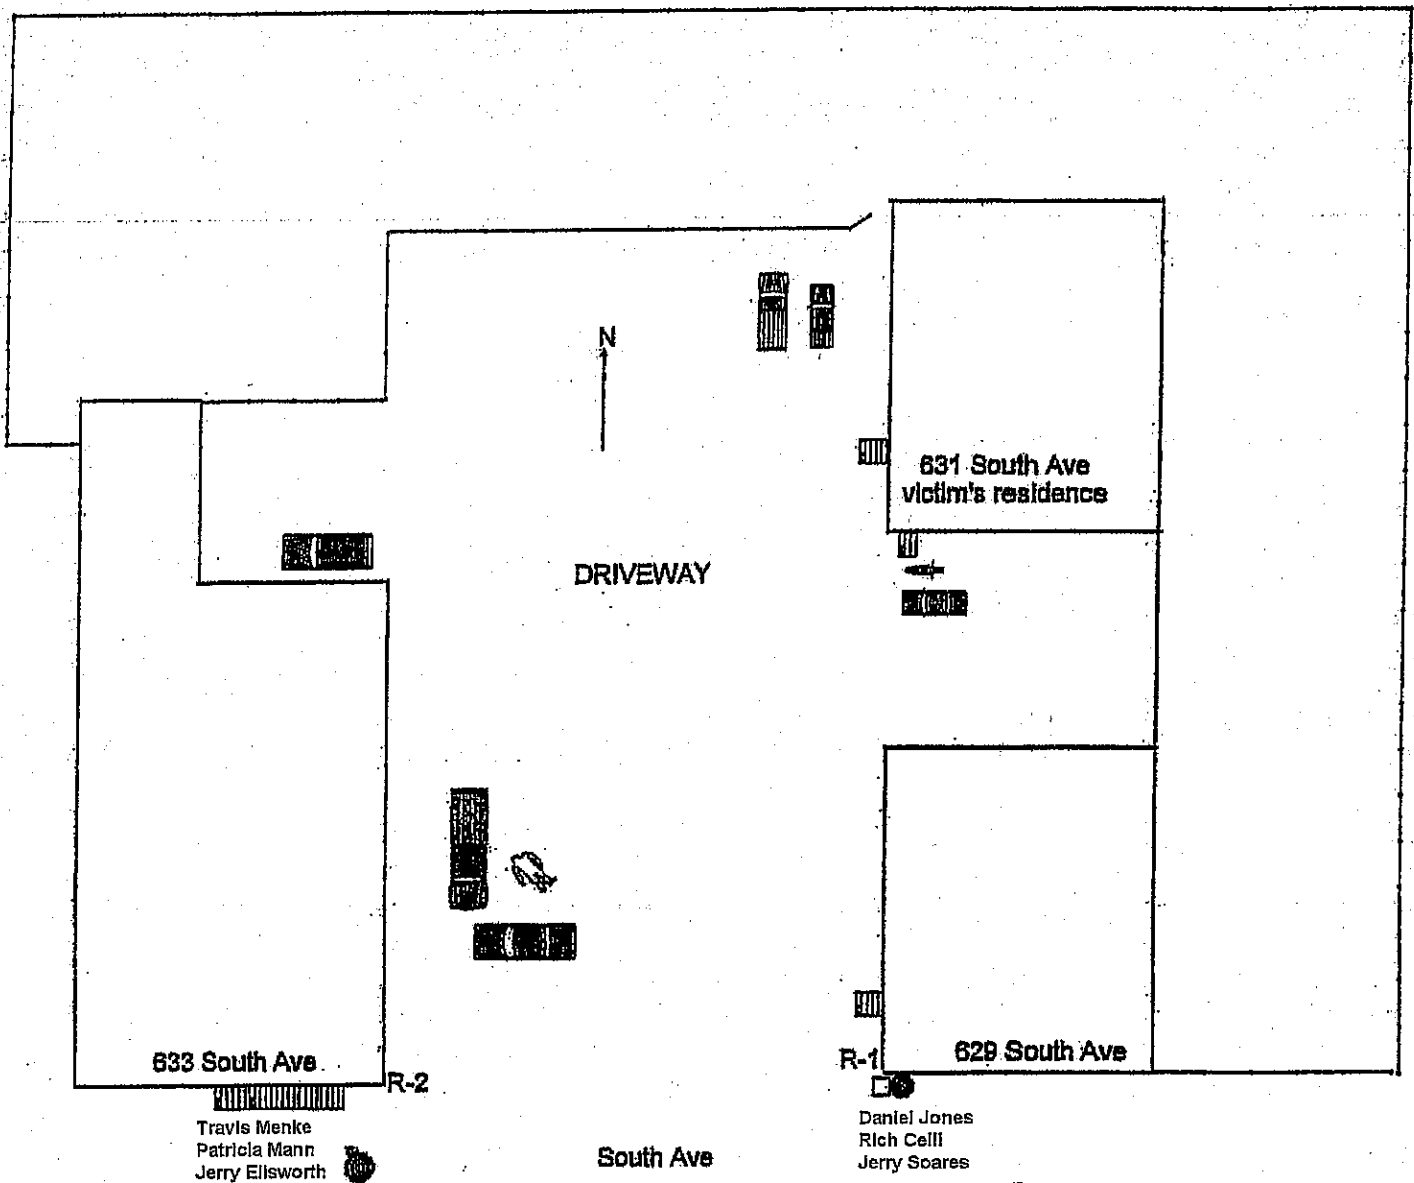 N
631 South Ave
victim's residence
DRIVEWAY
633 South Ave
R-2
R-1
629 South Ave
Travis Menke
Patricia Mann
Jerry Ellsworth
South Ave
Daniel Jones
Rich Celli
Jerry Soares